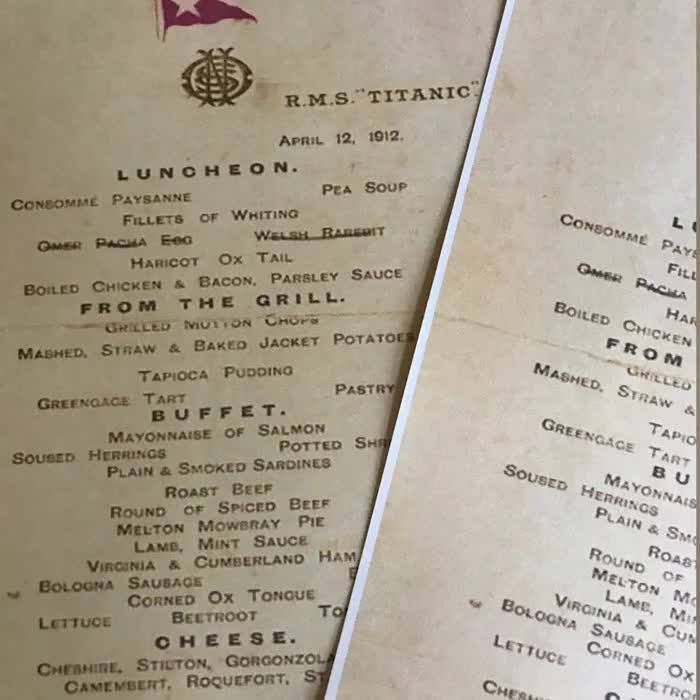 R.M.S. "TITANIC".
APRIL 12, 1912.
LUNCHEON.
CONSOMMÉ PAYSANNE PEA SOUP
FILLETS OF WHITING
OMER PACHA EGG WELSH RAREBIT
HARICOT OX TAIL
BOILED CHICKEN & BACON, PARSLEY SAUCE
FROM THE GRILL.
GRILLED MUTTON CHOPS
MASHED, STRAW & BAKED JACKET POTATOES
TAPIOCA PUDDING
GREENGAGE TART PASTRY
BUFFET.
MAYONNAISE OF SALMON
SOUSED HERRINGS POTTED SHR
PLAIN & SMOKED SARDINES
ROAST BEEF
ROUND OF SPICED BEEF
MELTON MOWBRAY PIE
LAMB, MINT SAUCE
VIRGINIA & CUMBERLAND HAM
BOLOGNA SAUSAGE B
CORNED OX TONGUE
LETTUCE BEETROOT TO
CHEESE.
CHESHIRE, STILTON, GORGONZOLA
CAMEMBERT, ROQUEFORT, ST
LU
CONSOMMÉ PAYS
FILL
OMER PACHA
HAR
BOILED CHICKEN
FROM
GRILLED
MASHED, STRAW &
TAPIO
GREENGAGE TART
BU
MAYONNAIS
SOUSED HERRINGS
PLAIN & SMO
ROAS
ROUND OF
MELTON MO
LAMB, MIN
VIRGINIA & CUM
BOLOGNA SAUSAGE
CORNED OX
LETTUCE BEETRO
C
CHESHIRE